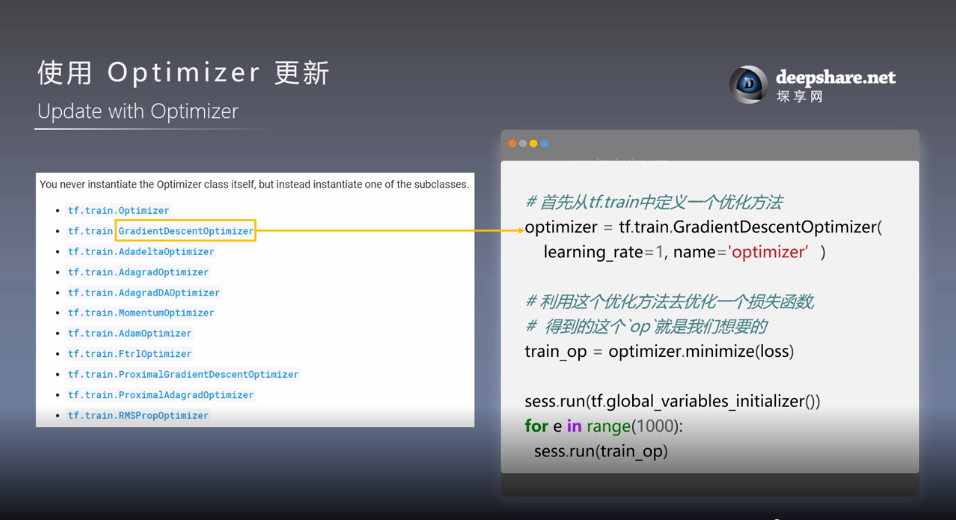 使用 Optimizer 更新
Update with Optimizer
deepshare.net
深享网
You never instantiate the Optimizer class itself, but instead instantiate one of the subclasses.
• tf.train.Optimizer
• tf.train.GradientDescentOptimizer
• tf.train.AdadeltaOptimizer
• tf.train.AdagradOptimizer
• tf.train.AdagradDAOptimizer
• tf.train.MomentumOptimizer
• tf.train.AdamOptimizer
• tf.train.FtrlOptimizer
• tf.train.ProximalGradientDescentOptimizer
• tf.train.ProximalAdagradOptimizer
• tf.train.RMSPropOptimizer
# 首先从tf.train中定义一个优化方法
optimizer = tf.train.GradientDescentOptimizer(
learning_rate=1, name='optimizer' )
# 利用这个优化方法去优化一个损失函数,
# 得到的这个`op`就是我们想要的
train_op = optimizer.minimize(loss)
sess.run(tf.global_variables_initializer())
for e in range(1000):
sess.run(train_op)